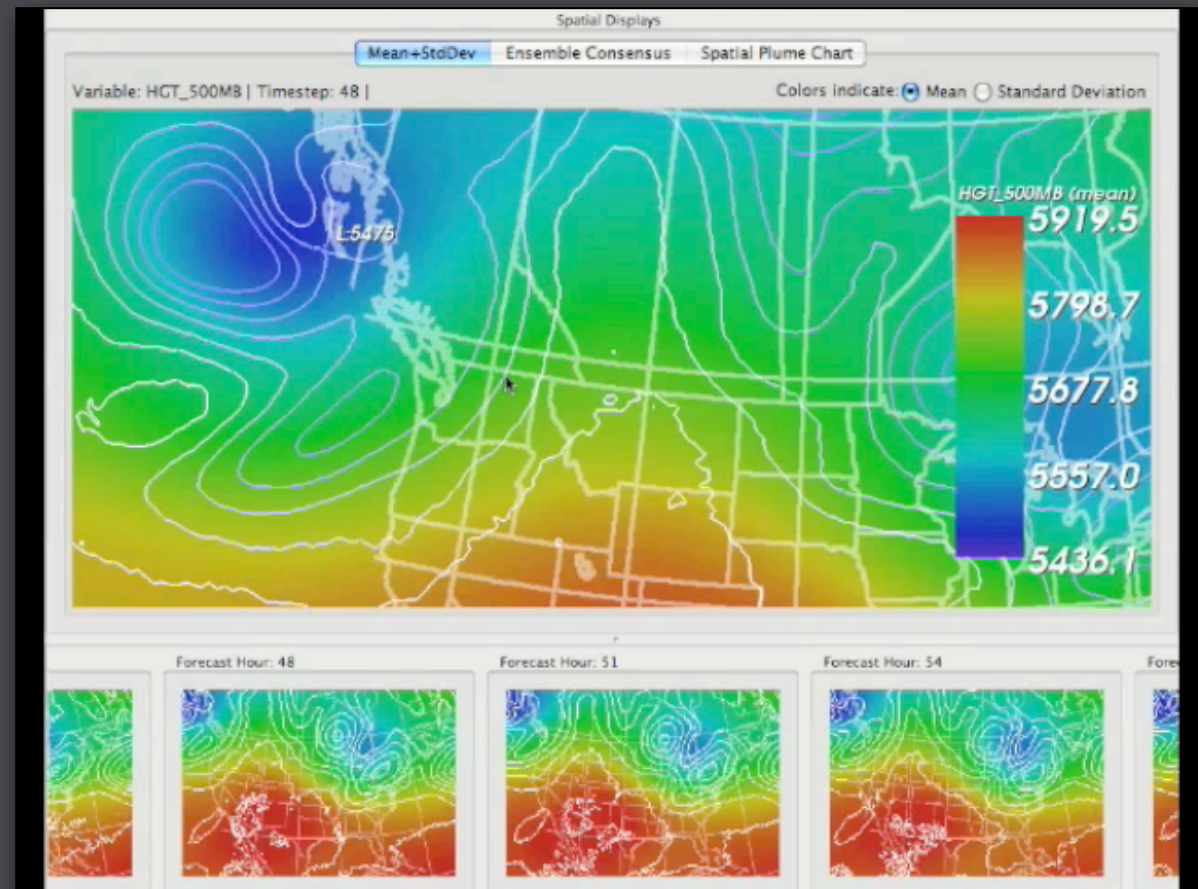 Spatial Displays
Mean+StdDev Ensemble Consensus Spatial Plume Chart
Variable: HGT_500MB | Timestep: 48 |
Colors indicate: Mean Standard Deviation
L:5475
HGT_500MB (mean)
5919.5
5798.7
5677.8
5557.0
5436.1
Forecast Hour: 48
Forecast Hour: 51
Forecast Hour: 54
Fore